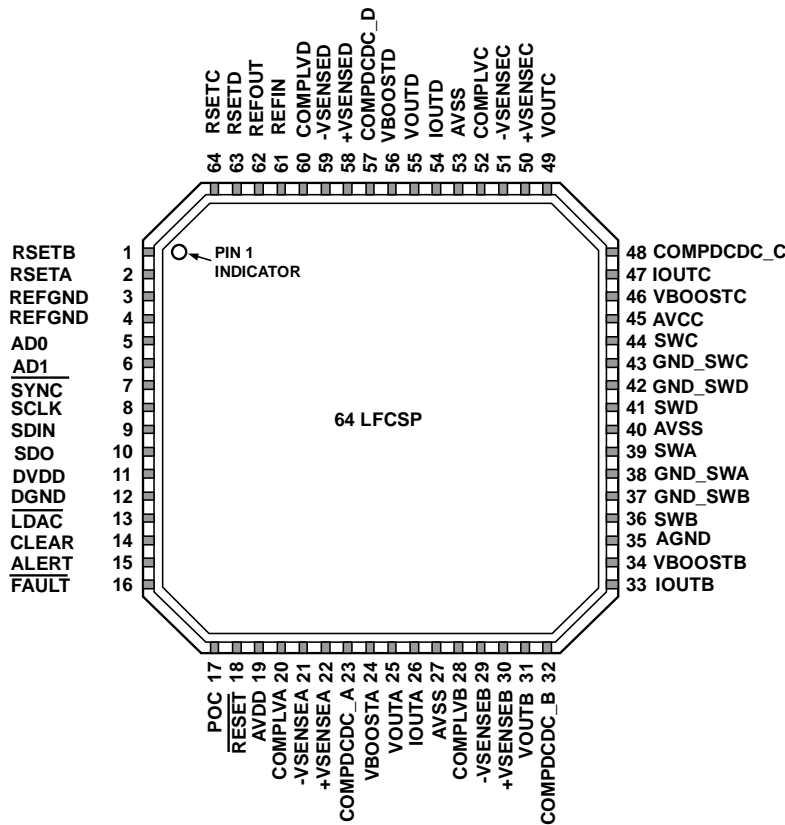 RSETC 64
RSETD 63
REFOUT 62
REFIN 61
COMPLVD 60
-VSENSED 59
+VSENSED 58
COMPDCDC_D 57
VBOOSTD 56
VOUTD 55
IOUTD 54
AVSS 53
COMPLVC 52
-VSENSEC 51
+VSENSEC 50
VOUTC 49
RSETB 1
RSETA 2
REFGND 3
REFGND 4
AD0 5
AD1 6
SYNC 7
SCLK 8
SDIN 9
SDO 10
DVDD 11
DGND 12
LDAC 13
CLEAR 14
ALERT 15
FAULT 16
PIN 1
INDICATOR
64 LFCSP
48 COMPDCDC_C
47 IOUTC
46 VBOOSTC
45 AVCC
44 SWC
43 GND_SWC
42 GND_SWD
41 SWD
40 AVSS
39 SWA
38 GND_SWA
37 GND_SWB
36 SWB
35 AGND
34 VBOOSTB
33 IOUTB
POC 17
RESET 18
AVDD 19
COMPLVA 20
-VSENSEA 21
+VSENSEA 22
COMPDCDC_A 23
VBOOSTA 24
VOUTA 25
IOUTA 26
AVSS 27
COMPLVB 28
-VSENSEB 29
+VSENSEB 30
VOUTB 31
COMPDCDC_B 32